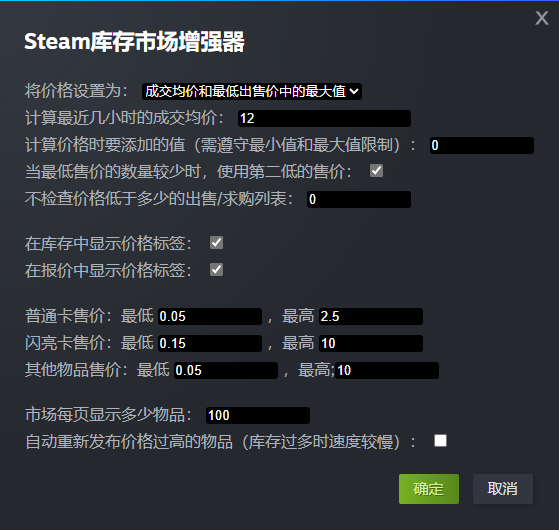 Steam库存市场增强器
将价格设置为：成交均价和最低出售价中的最大值
计算最近几小时的成交均价：12
计算价格时要添加的值（需遵守最小值和最大值限制）：0
当最低售价的数量较少时，使用第二低的售价：
不检查价格低于多少的出售/求购列表：0
在库存中显示价格标签：
在报价中显示价格标签：
普通卡售价：最低 0.05 ，最高 2.5
闪亮卡售价：最低 0.15 ，最高 10
其他物品售价：最低 0.05 ，最高;10
市场每页显示多少物品：100
自动重新发布价格过高的物品（库存过多时速度较慢）：
确定 取消